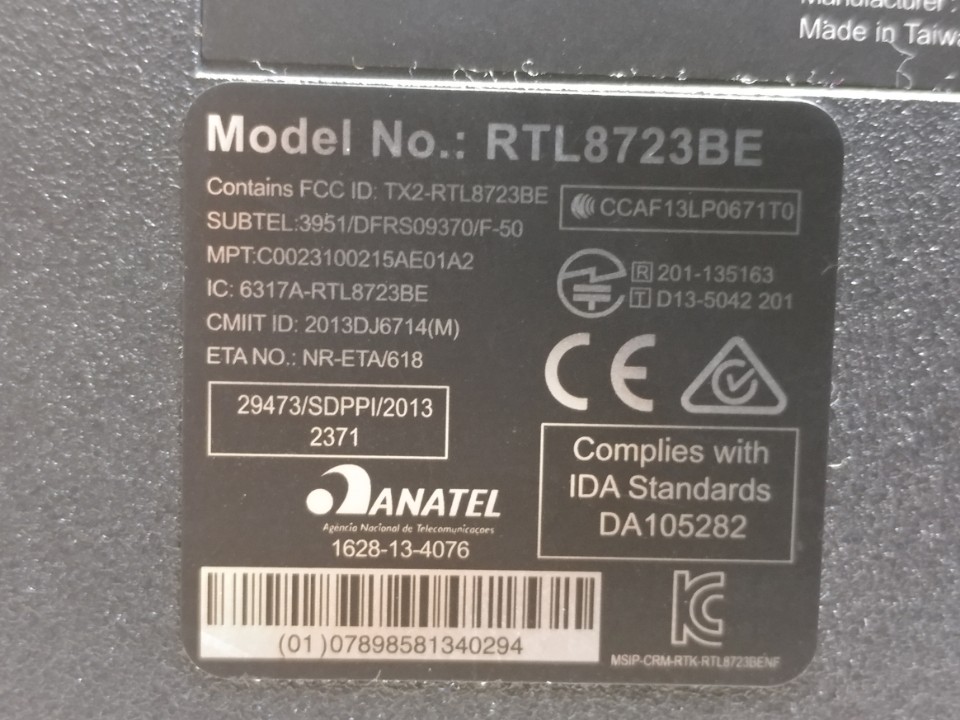 Manufacturer :
Made in Taiwa
Model No.: RTL8723BE
Contains FCC ID: TX2-RTL8723BE
SUBTEL:3951/DFRS09370/F-50
MPT:C0023100215AE01A2
IC: 6317A-RTL8723BE
CMIIT ID: 2013DJ6714(M)
ETA NO.: NR-ETA/618
CCAF13LP0671T0
R 201-135163
T D13-5042 201
CE
29473/SDPPI/2013
2371
Complies with
IDA Standards
DA105282
ANATEL
Agência Nacional de Telecomunicacoes
1628-13-4076
(01)07898581340294
MSIP-CRM-RTK-RTL8723BENF